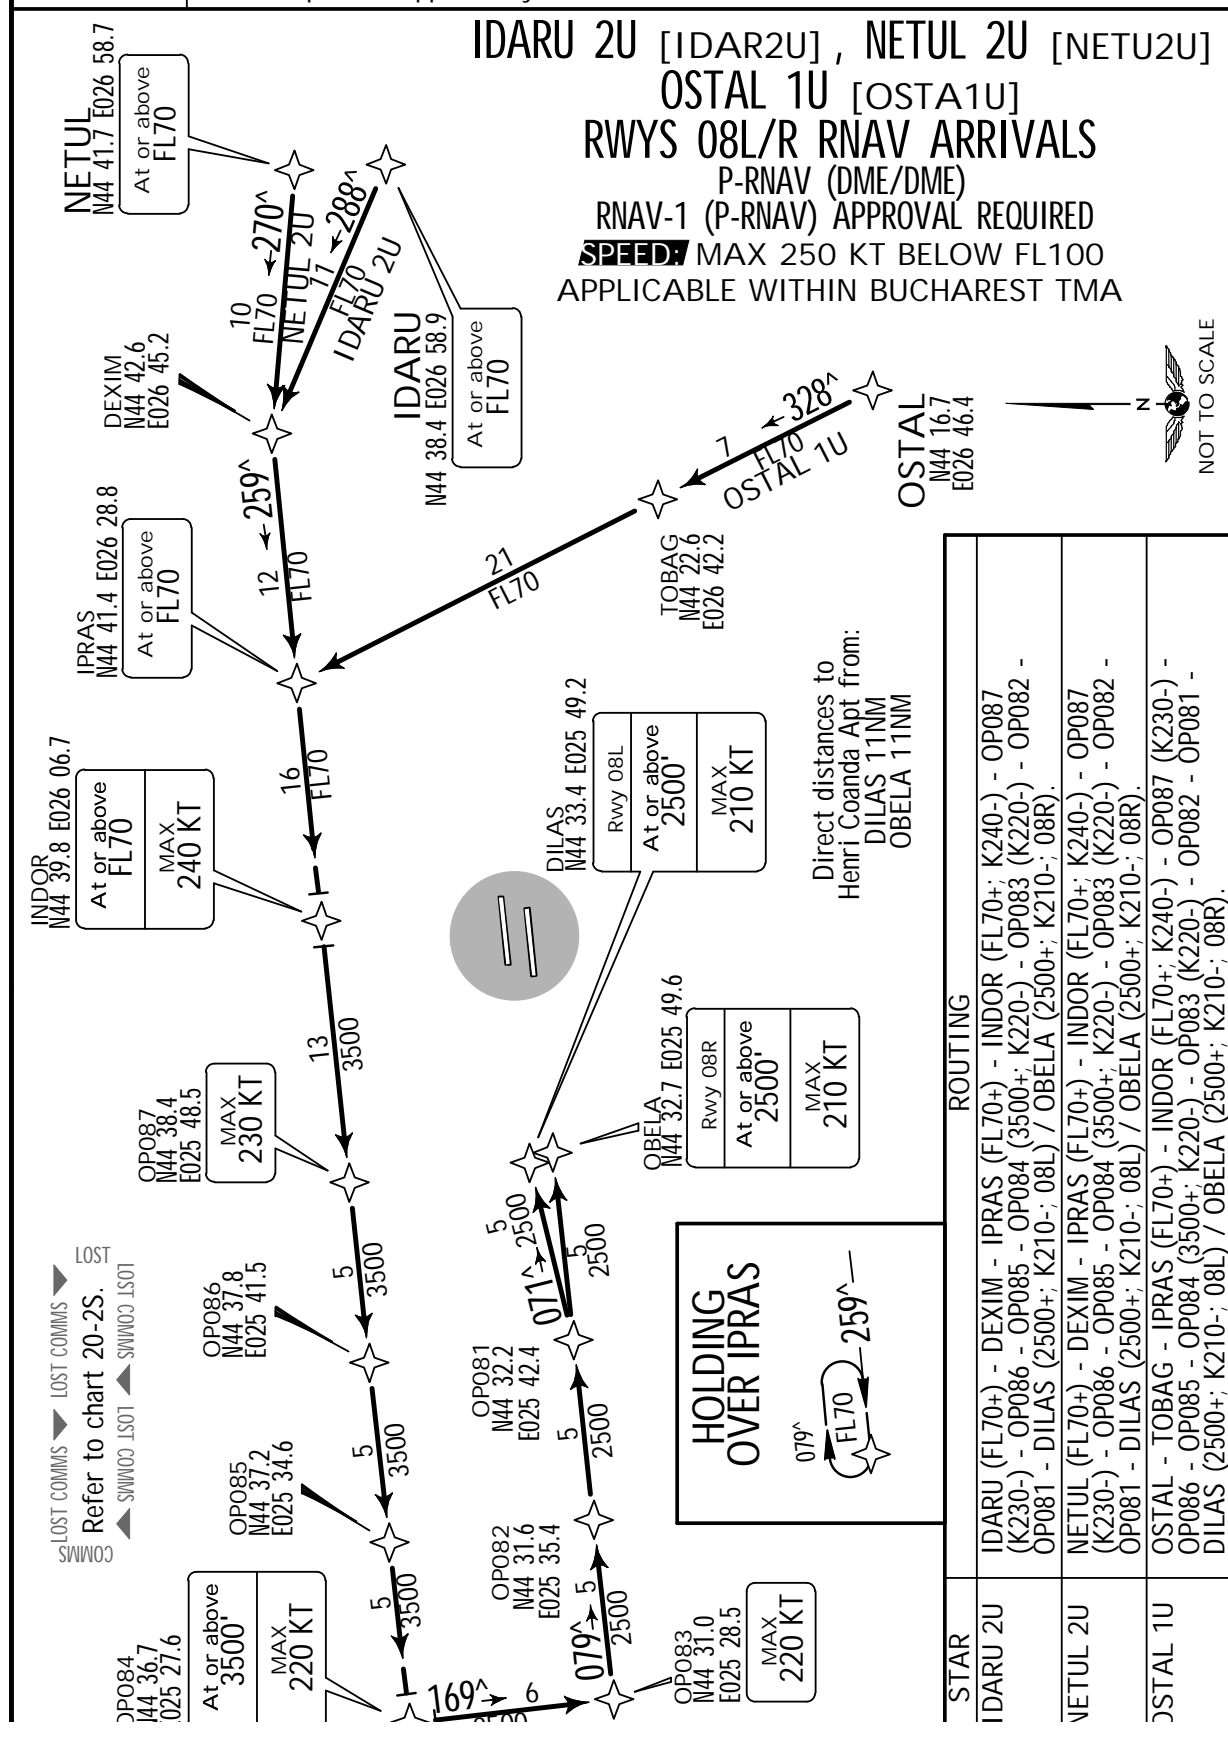 IDARU 2U [IDAR2U] , NETUL 2U [NETU2U]
OSTAL 1U [OSTA1U]
RWYS 08L/R RNAV ARRIVALS
P-RNAV (DME/DME)
RNAV-1 (P-RNAV) APPROVAL REQUIRED
SPEED: MAX 250 KT BELOW FL100
APPLICABLE WITHIN BUCHAREST TMA
NETUL
N44 41.7 E026 58.7
At or above
FL70
270^
10
FL70
NETUL 2U
288^
11
FL70
IDARU 2U
IDARU
N44 38.4 E026 58.9
At or above
FL70
DEXIM
N44 42.6
E026 45.2
259^
12
FL70
IPRAS
N44 41.4 E026 28.8
At or above
FL70
328^
7
FL70
OSTAL 1U
OSTAL
N44 16.7
E026 46.4
N
NOT TO SCALE
TOBAG
N44 22.6
E026 42.2
21
FL70
16
FL70
INDOR
N44 39.8 E026 06.7
At or above
FL70
MAX
240 KT
13
3500
OP087
N44 38.4
E025 48.5
MAX
230 KT
5
3500
OP086
N44 37.8
E025 41.5
5
3500
OP085
N44 37.2
E025 34.6
5
3500
OP084
N44 36.7
E025 27.6
At or above
3500'
MAX
220 KT
169^
6
OP083
N44 31.0
E025 28.5
MAX
220 KT
079^
5
2500
OP082
N44 31.6
E025 35.4
5
2500
OP081
N44 32.2
E025 42.4
071^
5
2500
5
2500
DILAS
N44 33.4 E025 49.2
Rwy 08L
At or above
2500'
MAX
210 KT
OBELA
N44 32.7 E025 49.6
Rwy 08R
At or above
2500'
MAX
210 KT
Direct distances to
Henri Coanda Apt from:
DILAS 11NM
OBELA 11NM
LOST COMMS LOST COMMS LOST
Refer to chart 20-2S.
COMMS LOST COMMS LOST COMMS
HOLDING
OVER IPRAS
079^
FL70
259^
STAR
ROUTING
IDARU 2U
IDARU (FL70+) - DEXIM - IPRAS (FL70+) - INDOR (FL70+; K240-) - OP087
(K230-) - OP086 - OP085 - OP084 (3500+; K220-) - OP083 (K220-) - OP082 -
OP081 - DILAS (2500+; K210-; 08L) / OBELA (2500+; K210-; 08R).
NETUL 2U
NETUL (FL70+) - DEXIM - IPRAS (FL70+) - INDOR (FL70+; K240-) - OP087
(K230-) - OP086 - OP085 - OP084 (3500+; K220-) - OP083 (K220-) - OP082 -
OP081 - DILAS (2500+; K210-; 08L) / OBELA (2500+; K210-; 08R).
OSTAL 1U
OSTAL - TOBAG - IPRAS (FL70+) - INDOR (FL70+; K240-) - OP087 (K230-) -
OP086 - OP085 - OP084 (3500+; K220-) - OP083 (K220-) - OP082 - OP081 -
DILAS (2500+; K210-; 08L) / OBELA (2500+; K210-; 08R).